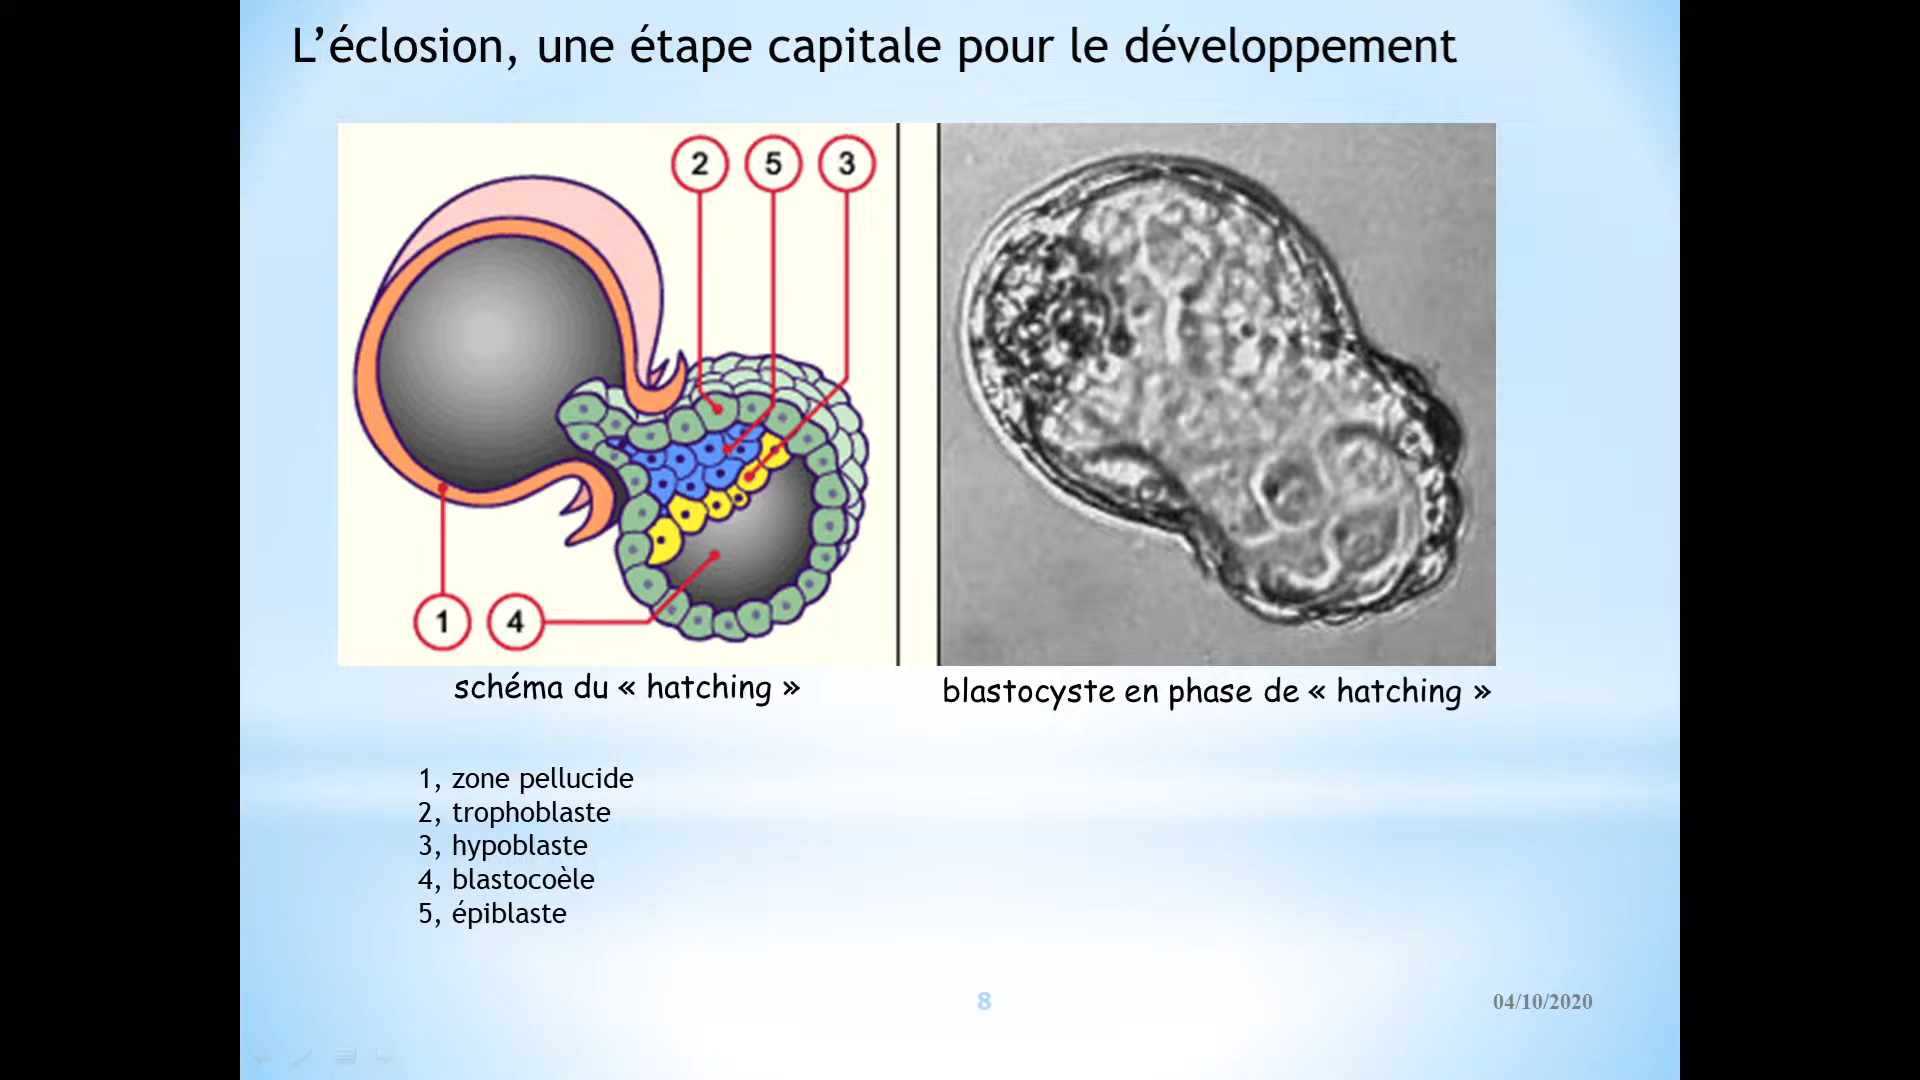 L’éclosion, une étape capitale pour le développement
2 5 3
1 4
schéma du « hatching »
blastocyste en phase de « hatching »
1, zone pellucide
2, trophoblaste
3, hypoblaste
4, blastocoèle
5, épiblaste
8
04/10/2020